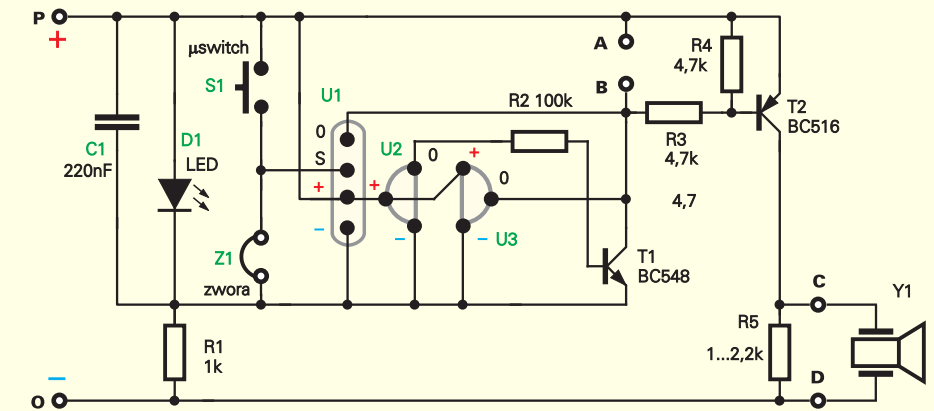 P
+
µswitch
S1
U1
A
B
R4
4,7k
T2
BC516
R2 100k
R3
4,7k
C1
220nF
D1
LED
0
S
+
–
U2
0
+
–
+
0
– U3
4,7
T1
BC548
Z1
zwora
R1
1k
C
Y1
R5
1...2,2k
D
–
O